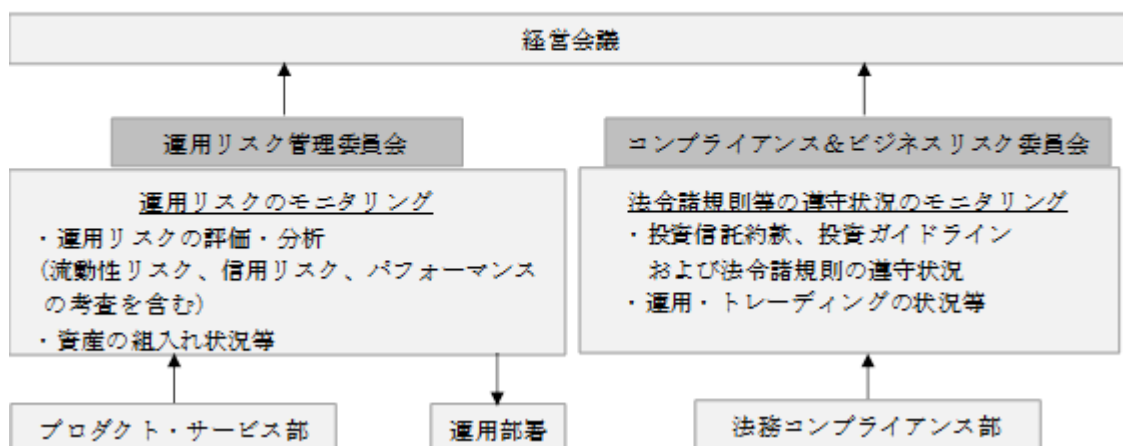 経営会議
運用リスク管理委員会
運用リスクのモニタリング
・運用リスクの評価・分析
(流動性リスク、信用リスク、パフォーマンス
の考査を含む)
・資産の組入れ状況等
コンプライアンス&ビジネスリスク委員会
法令諸規則等の遵守状況のモニタリング
・投資信託約款、投資ガイドライン
および法令諸規則の遵守状況
・運用・トレーディングの状況等
プロダクト・サービス部
運用部署
法務コンプライアンス部